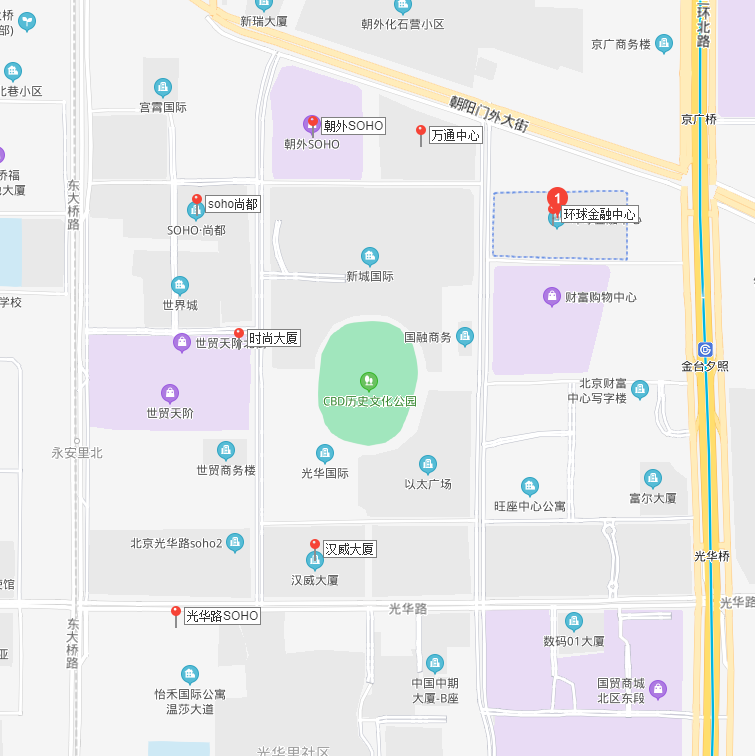 新瑞大厦
朝外化石营小区
环北路
京广商务楼
北巷小区
宫霄国际
朝阳门外大街
京广桥
朝外SOHO
朝外SOHO
万通中心
东大桥路
soho尚都
SOHO·尚都
1
环球金融中心
新城国际
世界城
财富购物中心
学校
时尚大厦
世贸天阶
国融商务
金台夕照
北京财富
中心写字楼
CBD历史文化公园
世贸天阶
永安里北
世贸商务楼
光华国际
以太广场
旺座中心公寓
富尔大厦
北京光华路soho2
汉威大厦
汉威大厦
光华桥
光华路SOHO
光华路
光华路
东大桥路
数码01大厦
怡禾国际公寓
温莎大道
中国中期
大厦-B座
国贸商城
北区东段
光华里社区